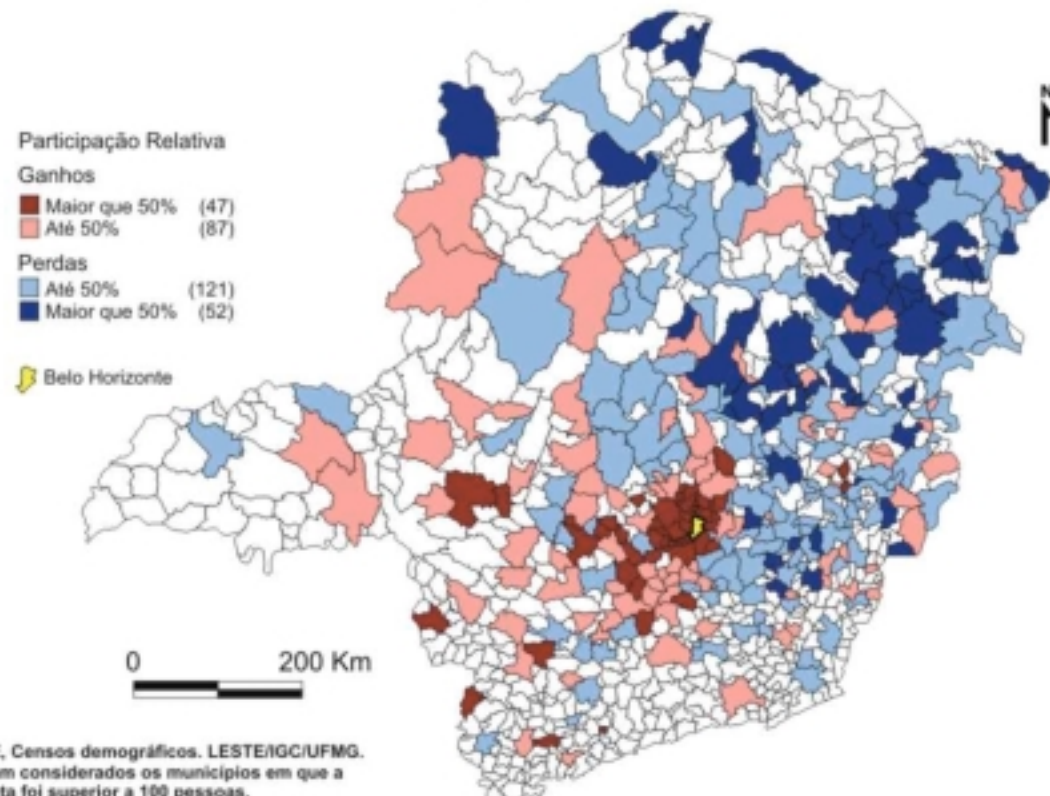 Participação Relativa
Ganhos
Maior que 50% (47)
Até 50% (87)
Perdas
Até 50% (121)
Maior que 50% (52)
Belo Horizonte
N
0 200 Km
, Censos demográficos. LESTE/IGC/UFMG.
m considerados os municípios em que a
ta foi superior a 100 pessoas.